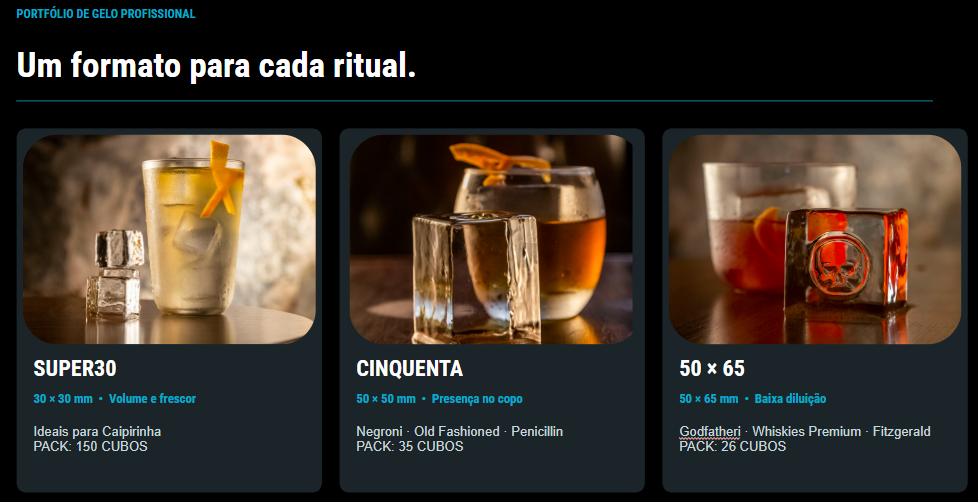 PORTFÓLIO DE GELO PROFISSIONAL
Um formato para cada ritual.
SUPER30
30 × 30 mm • Volume e frescor
Ideais para Caipirinha
PACK: 150 CUBOS
CINQUENTA
50 × 50 mm • Presença no copo
Negroni · Old Fashioned · Penicillin
PACK: 35 CUBOS
50 × 65
50 × 65 mm • Baixa diluição
Godfatheri · Whiskies Premium · Fitzgerald
PACK: 26 CUBOS